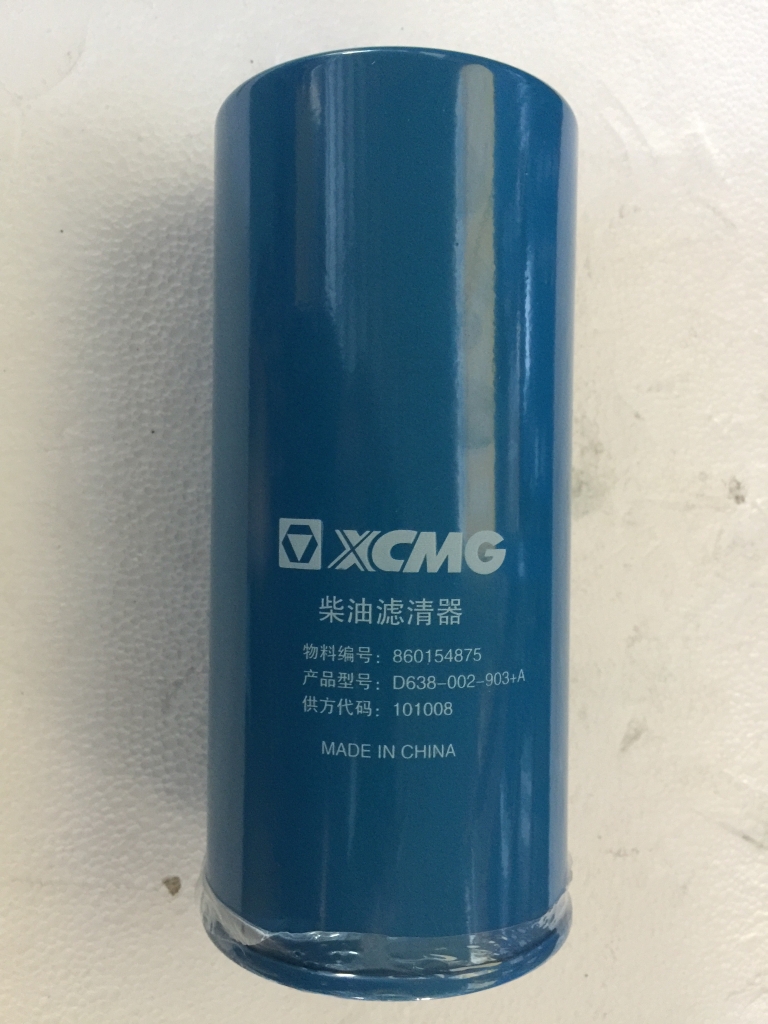 XCMG
柴油滤清器
物料编号：860154875
产品型号：D638-002-903+A
供方代码：101008
MADE IN CHINA